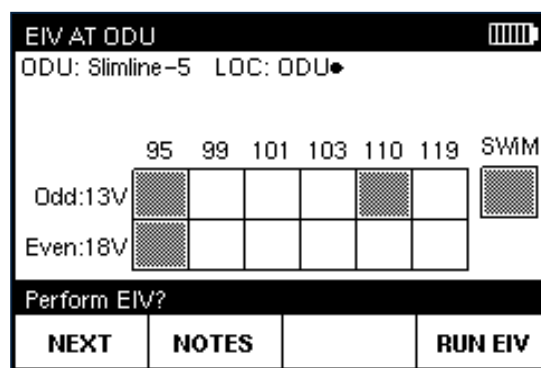 EIV AT ODU
ODU: Slimline-5 LOC: ODU●
95 99 101 103 110 119 SWiM
Odd:13V
Even:18V
Perform EIV?
NEXT NOTES RUN EIV